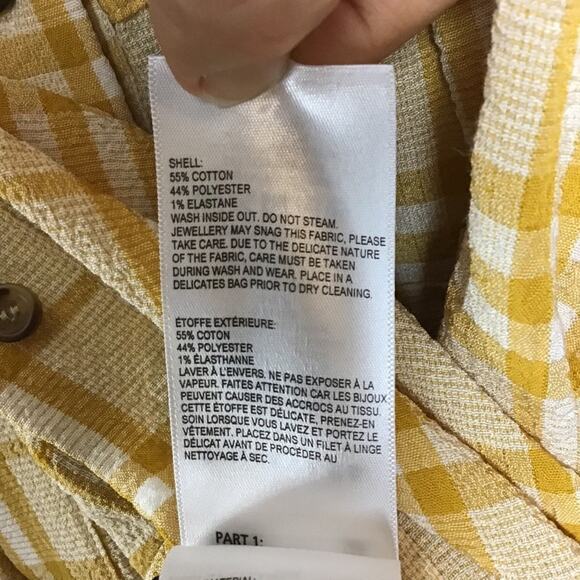 SHELL:
55% COTTON
44% POLYESTER
1% ELASTANE
WASH INSIDE OUT. DO NOT STEAM.
JEWELLERY MAY SNAG THIS FABRIC, PLEASE
TAKE CARE. DUE TO THE DELICATE NATURE
OF THE FABRIC, CARE MUST BE TAKEN
DURING WASH AND WEAR. PLACE IN A
DELICATES BAG PRIOR TO DRY CLEANING.
ÉTOFFE EXTÉRIEURE:
55% COTON
44% POLYESTER
1% ÉLASTHANNE
LAVER À L'ENVERS. NE PAS EXPOSER À LA
VAPEUR. FAITES ATTENTION CAR LES BIJOUX
PEUVENT CAUSER DES ACCROCS AU TISSU.
CETTE ÉTOFFE EST DÉLICATE, PRENEZ-EN
SOIN LORSQUE VOUS LAVEZ ET PORTEZ LE
VÊTEMENT. PLACEZ DANS UN FILET À LINGE
DÉLICAT AVANT DE PROCÉDER AU
NETTOYAGE À SEC.
PART 1: